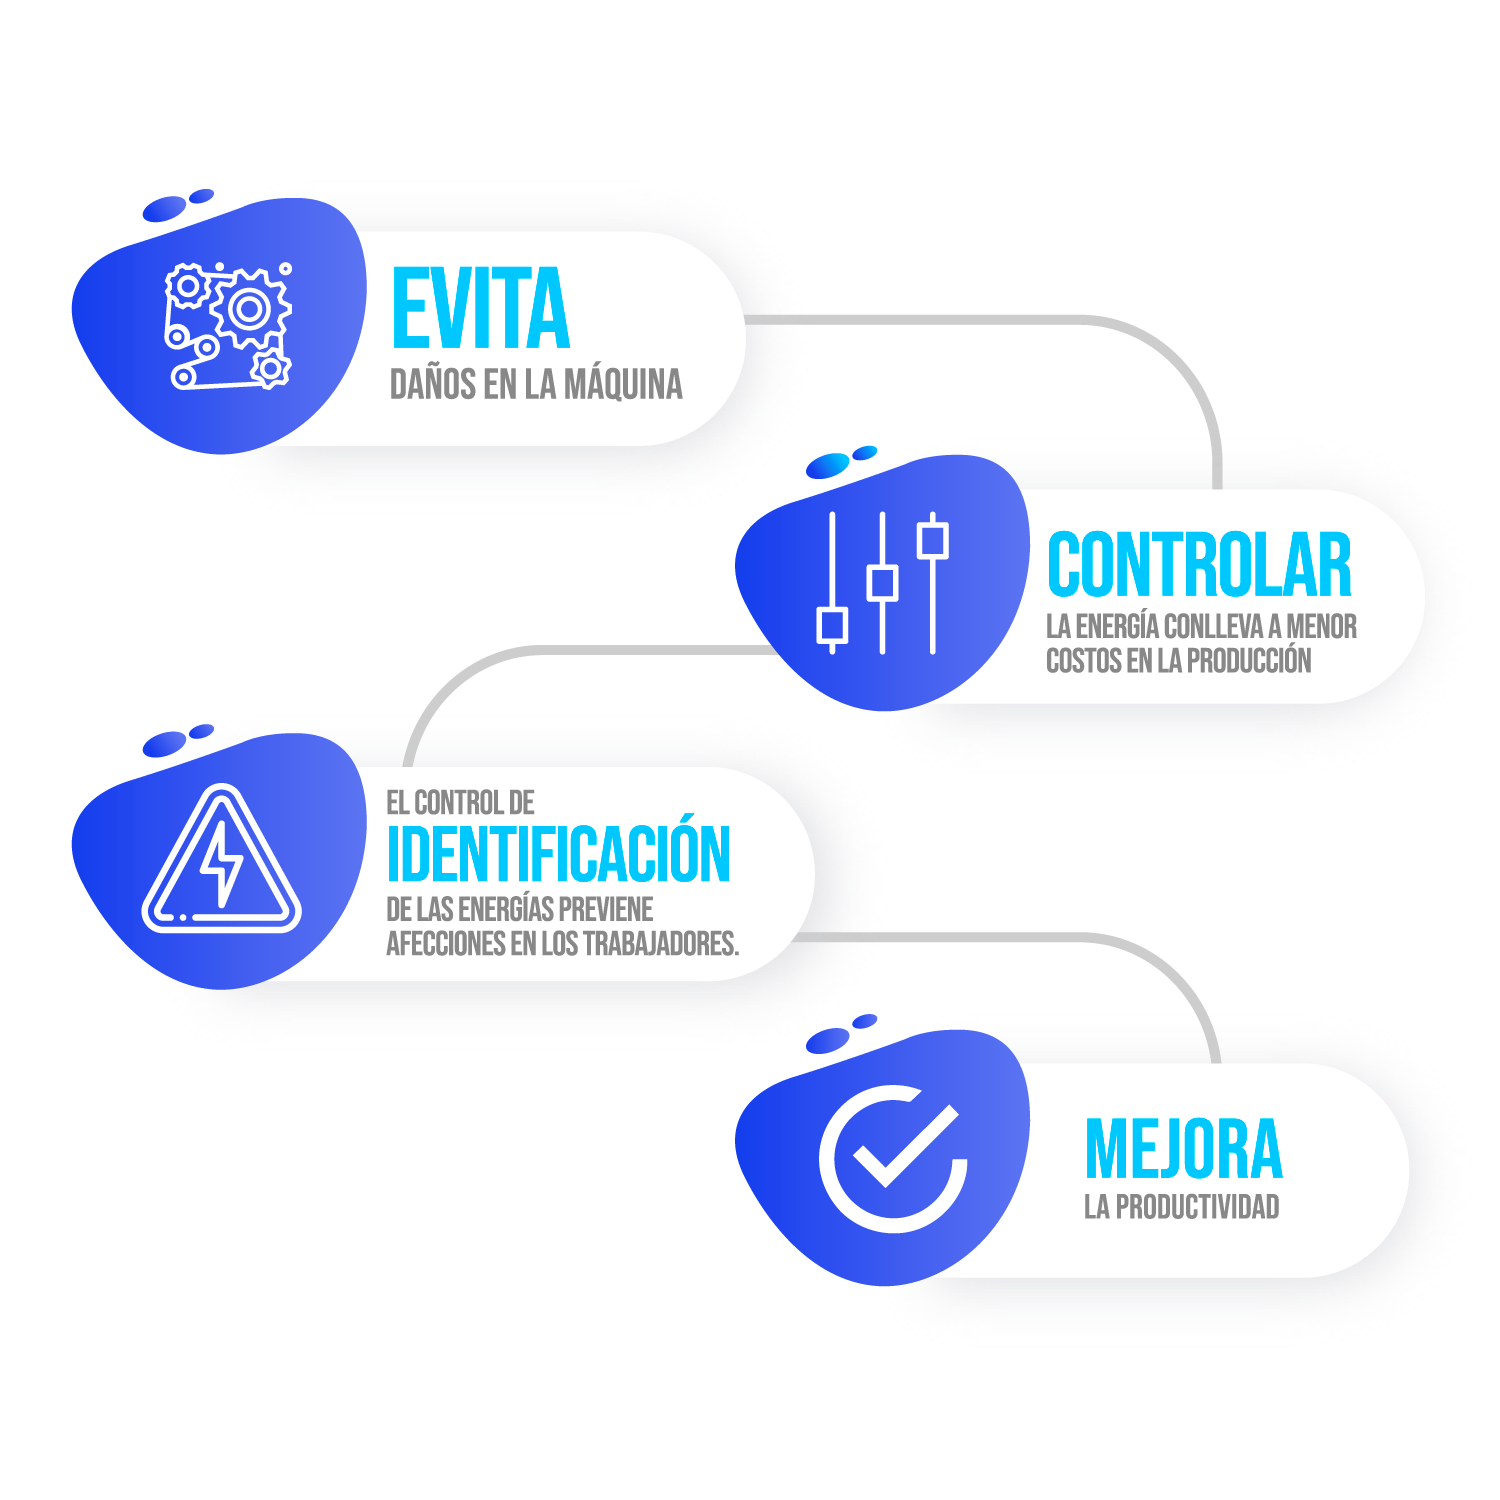 EVITA
DAÑOS EN LA MÁQUINA
CONTROLAR
LA ENERGÍA CONLLEVA A MENOR
COSTOS EN LA PRODUCCIÓN
EL CONTROL DE
IDENTIFICACIÓN
DE LAS ENERGÍAS PREVIENE
AFECCIONES EN LOS TRABAJADORES.
MEJORA
LA PRODUCTIVIDAD